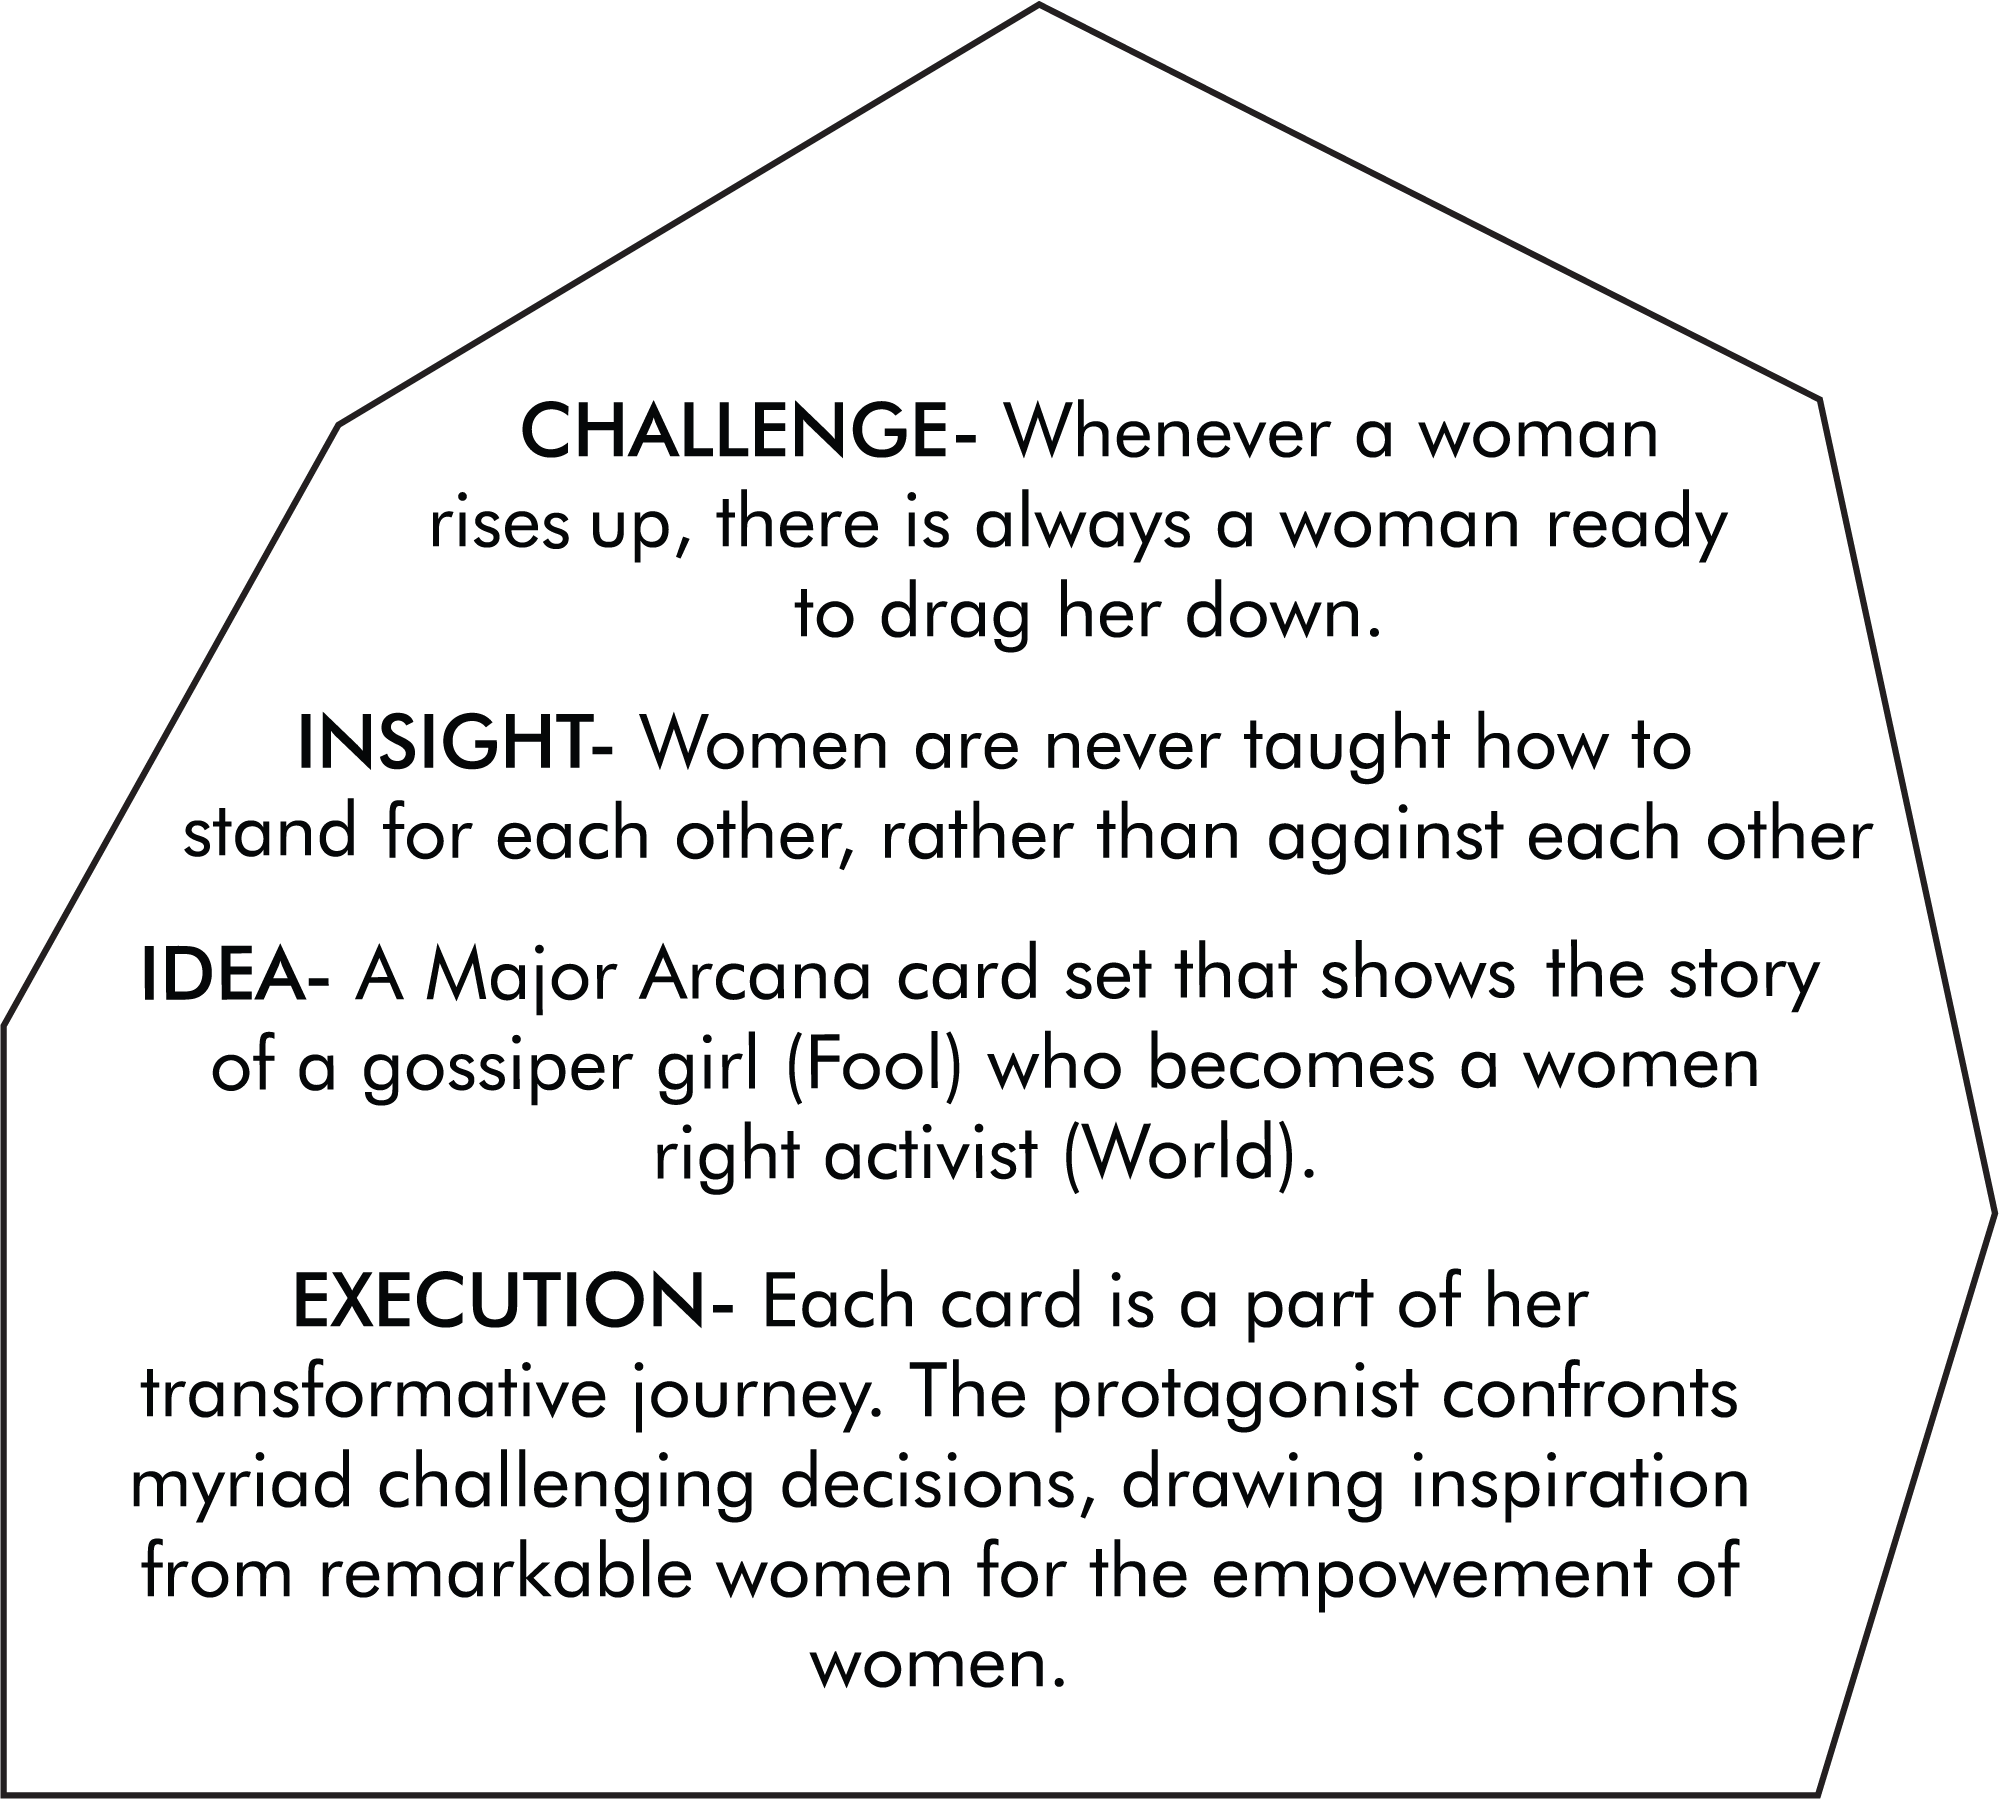 CHALLENGE- Whenever a woman
rises up, there is always a woman ready
to drag her down.
INSIGHT- Women are never taught how to
stand for each other, rather than against each other
IDEA- A Major Arcana card set that shows the story
of a gossiper girl (Fool) who becomes a women
right activist (World).
EXECUTION- Each card is a part of her
transformative journey. The protagonist confronts
myriad challenging decisions, drawing inspiration
from remarkable women for the empowement of
women.